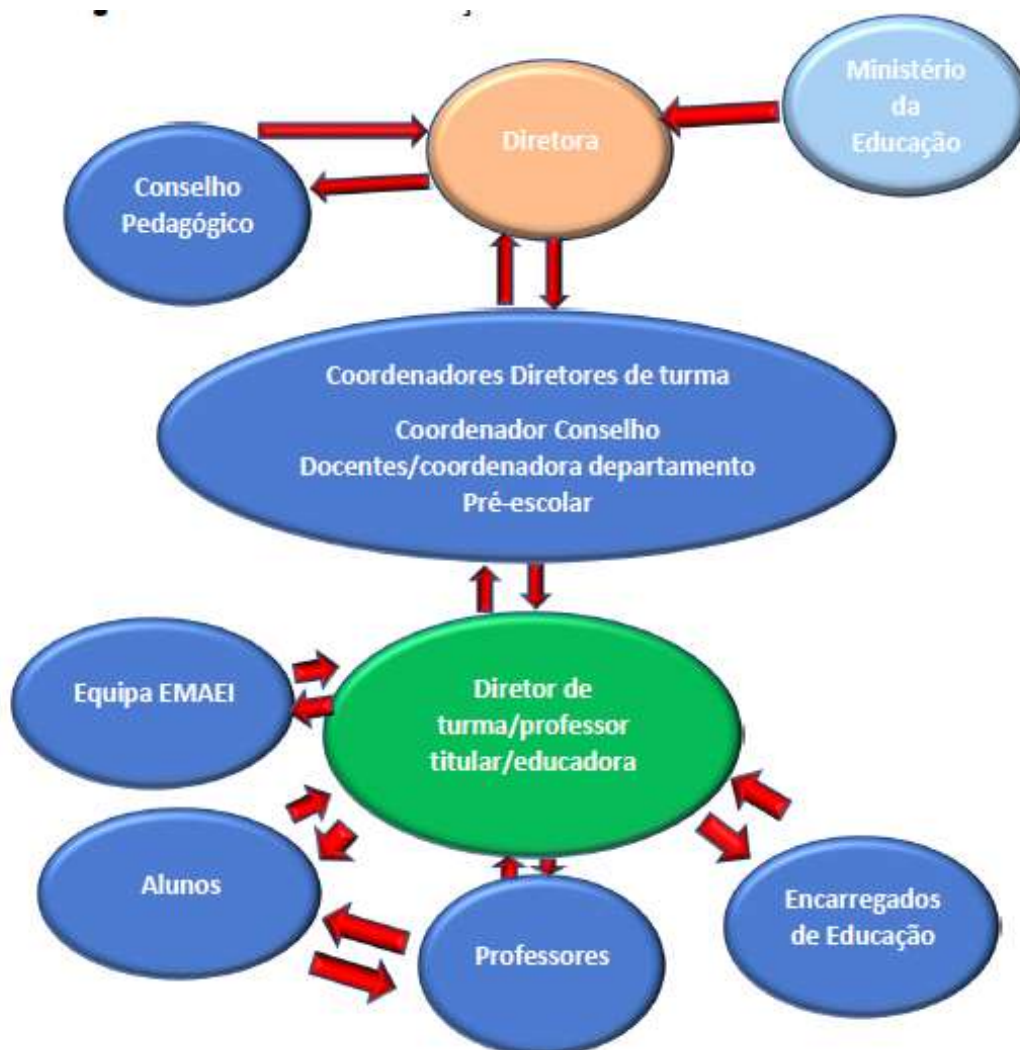 Ministério
da
Educação
Diretora
Conselho
Pedagógico
Coordenadores Diretores de turma
Coordenador Conselho
Docentes/coordenadora departamento
Pré-escolar
Equipa EMAEI
Diretor de
turma/professor
titular/educadora
Alunos
Professores
Encarregados
de Educação